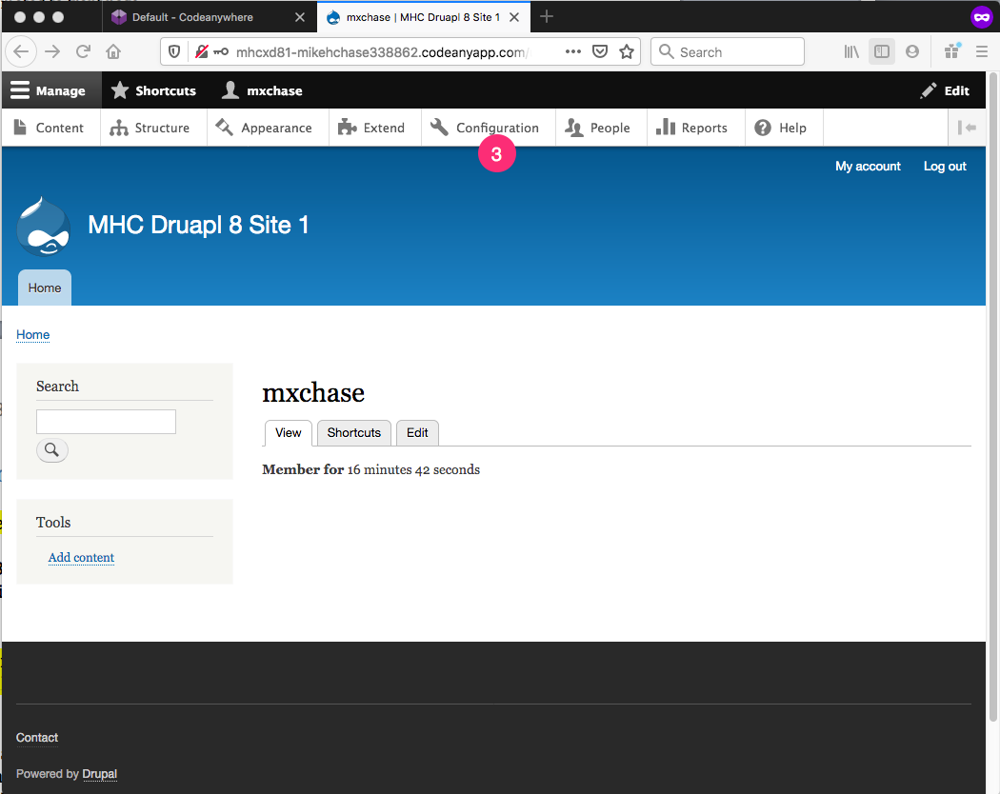 Default - Codeanywhere
mxchase | MHC Druapl 8 Site 1
mhcxd81-mikehchase338862.codeanyapp.com/
Search
Manage Shortcuts mxchase Edit
Content Structure Appearance Extend Configuration People Reports Help
3
My account Log out
MHC Druapl 8 Site 1
Home
Home
Search
mxchase
View Shortcuts Edit
Member for 16 minutes 42 seconds
Tools
Add content
Contact
Powered by Drupal